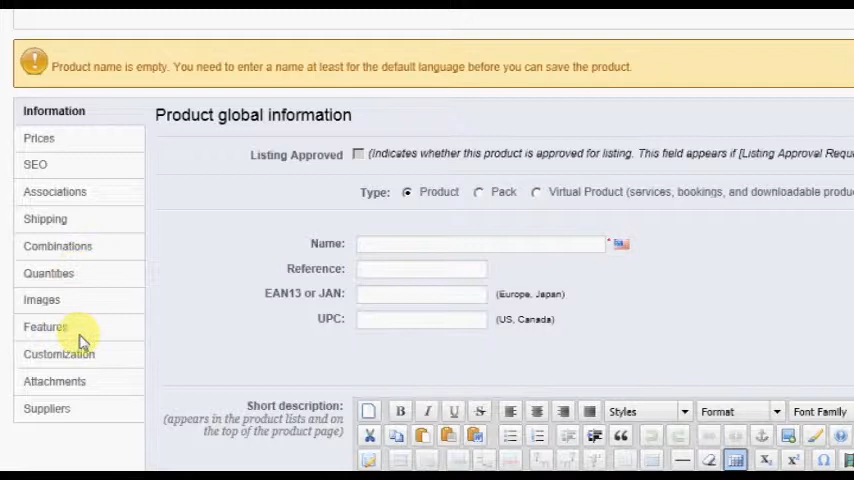 Product name is empty. You need to enter a name at least for the default language before you can save the product.
Information
Prices
SEO
Associations
Shipping
Combinations
Quantities
Images
Features
Customization
Attachments
Suppliers
Product global information
Listing Approved (Indicates whether this product is approved for listing. This field appears if [Listing Approval Requ
Type: Product Pack Virtual Product (services, bookings, and downloadable produ
Name: *
Reference:
EAN13 or JAN: (Europe, Japan)
UPC: (US, Canada)
Short description:
(appears in the product lists and on
the top of the product page)
B I U S Styles Format Font Family